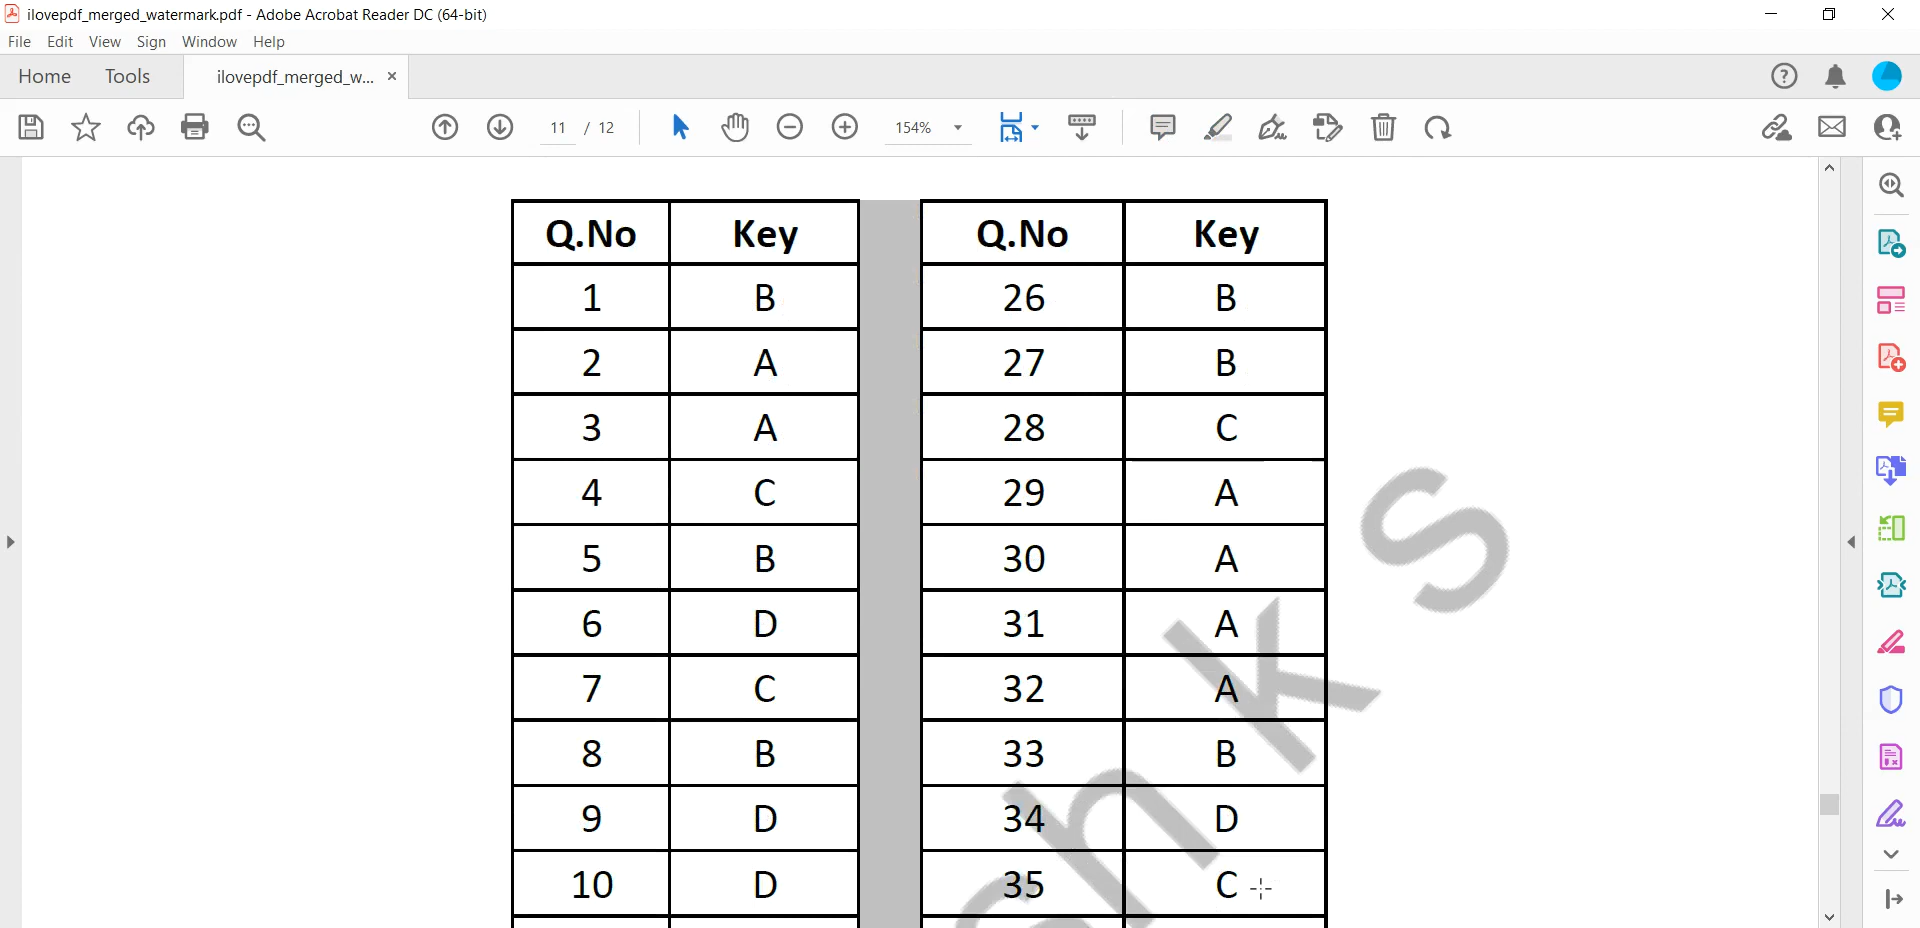 ilovepdf_merged_watermark.pdf - Adobe Acrobat Reader DC (64-bit)
File Edit View Sign Window Help
Home Tools ilovepdf_merged_w... ×
11 / 12 154%
Q.No Key Q.No Key
1 B 26 B
2 A 27 B
3 A 28 C
4 C 29 A
5 B 30 A
6 D 31 A
7 C 32 A
8 B 33 B
9 D 34 D
10 D 35 C
h k s